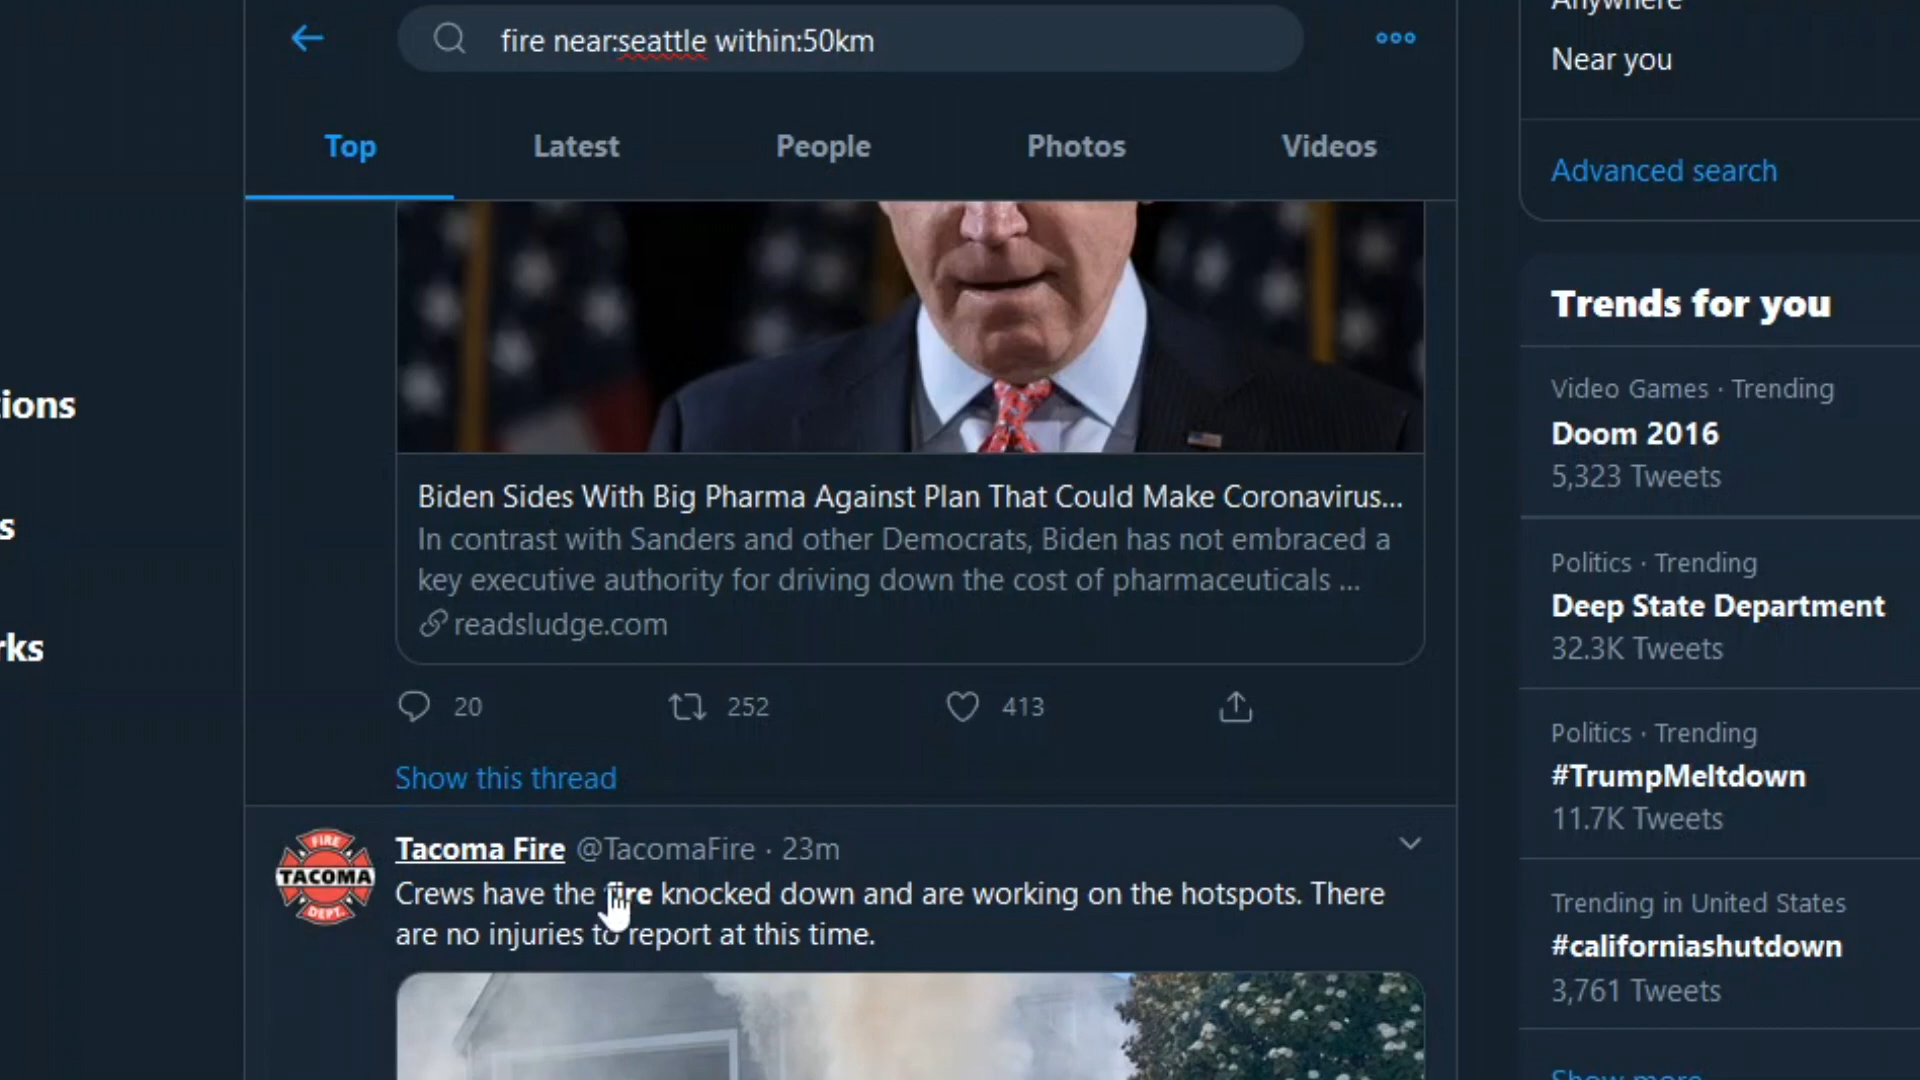 fire near:seattle within:50km
Top
Latest
People
Photos
Videos
Biden Sides With Big Pharma Against Plan That Could Make Coronavirus...
In contrast with Sanders and other Democrats, Biden has not embraced a
key executive authority for driving down the cost of pharmaceuticals ...
readsludge.com
20
252
413
Show this thread
Tacoma Fire @TacomaFire · 23m
Crews have the fire knocked down and are working on the hotspots. There
are no injuries to report at this time.
FIRE
TACOMA
DEPT.
ions
s
rks
Anywhere
Near you
Advanced search
Trends for you
Video Games · Trending
Doom 2016
5,323 Tweets
Politics · Trending
Deep State Department
32.3K Tweets
Politics · Trending
#TrumpMeltdown
11.7K Tweets
Trending in United States
#californiashutdown
3,761 Tweets
Show more